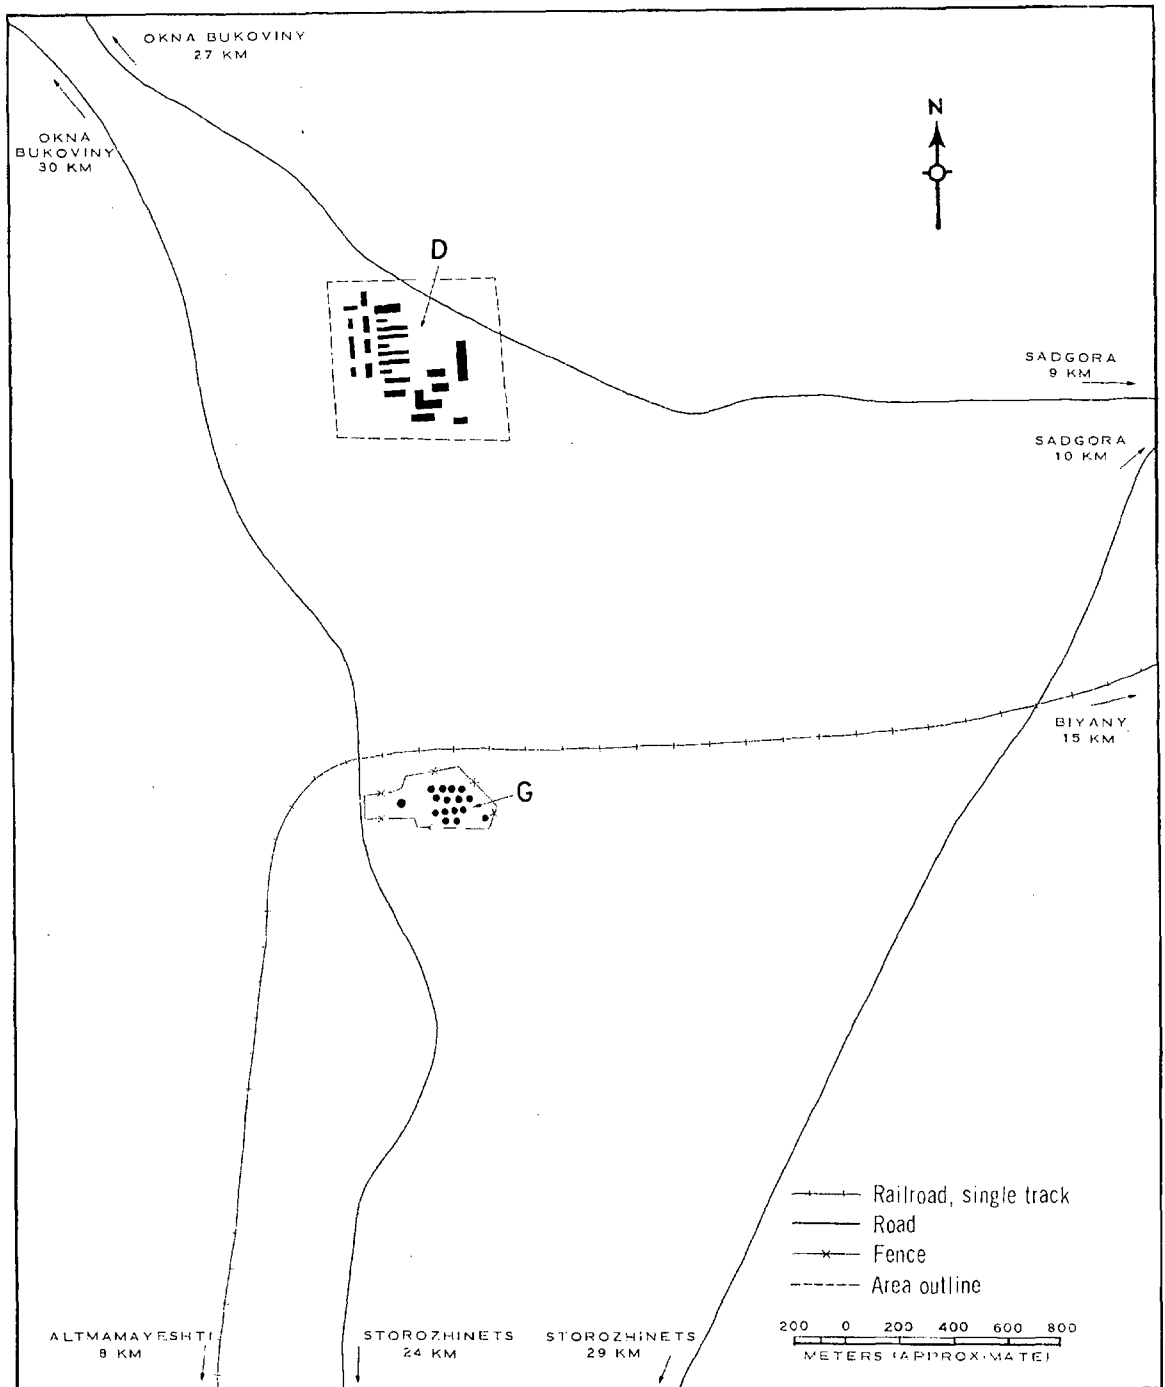 OKNA BUKOVINY
27 KM
OKNA
BUKOVINY
30 KM
N
D
SADGORA
9 KM
SADGORA
10 KM
BIYANY
15 KM
G
Railroad, single track
Road
Fence
Area outline
200 0 200 400 600 800
METERS (APPROXIMATE)
ALTMAMAYESHTI
8 KM
STOROZHINETS
24 KM
STOROZHINETS
29 KM